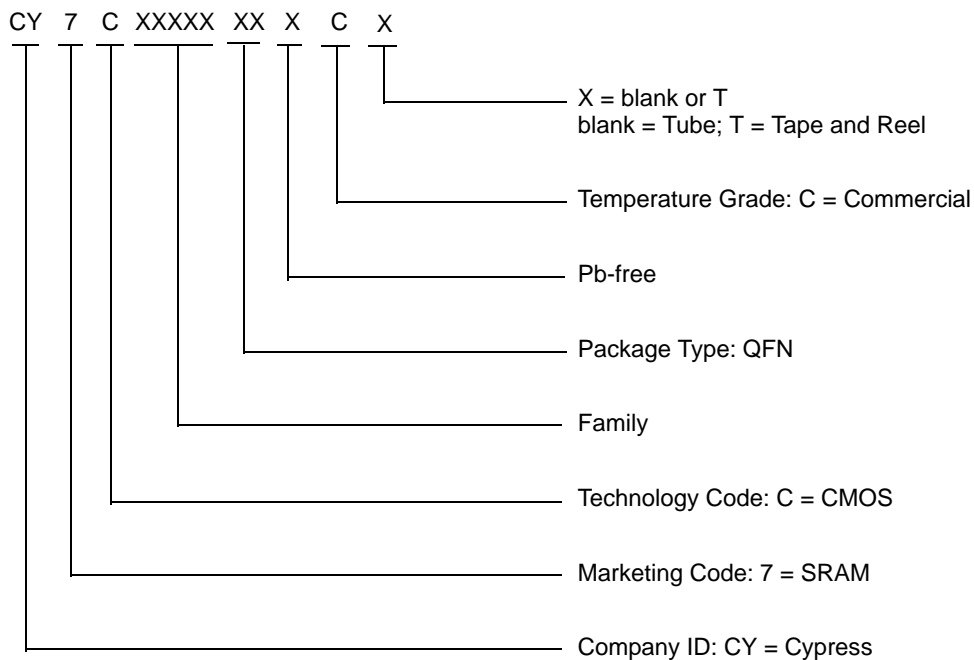 CY 7 C XXXXX XX X C X
X = blank or T
blank = Tube; T = Tape and Reel
Temperature Grade: C = Commercial
Pb-free
Package Type: QFN
Family
Technology Code: C = CMOS
Marketing Code: 7 = SRAM
Company ID: CY = Cypress